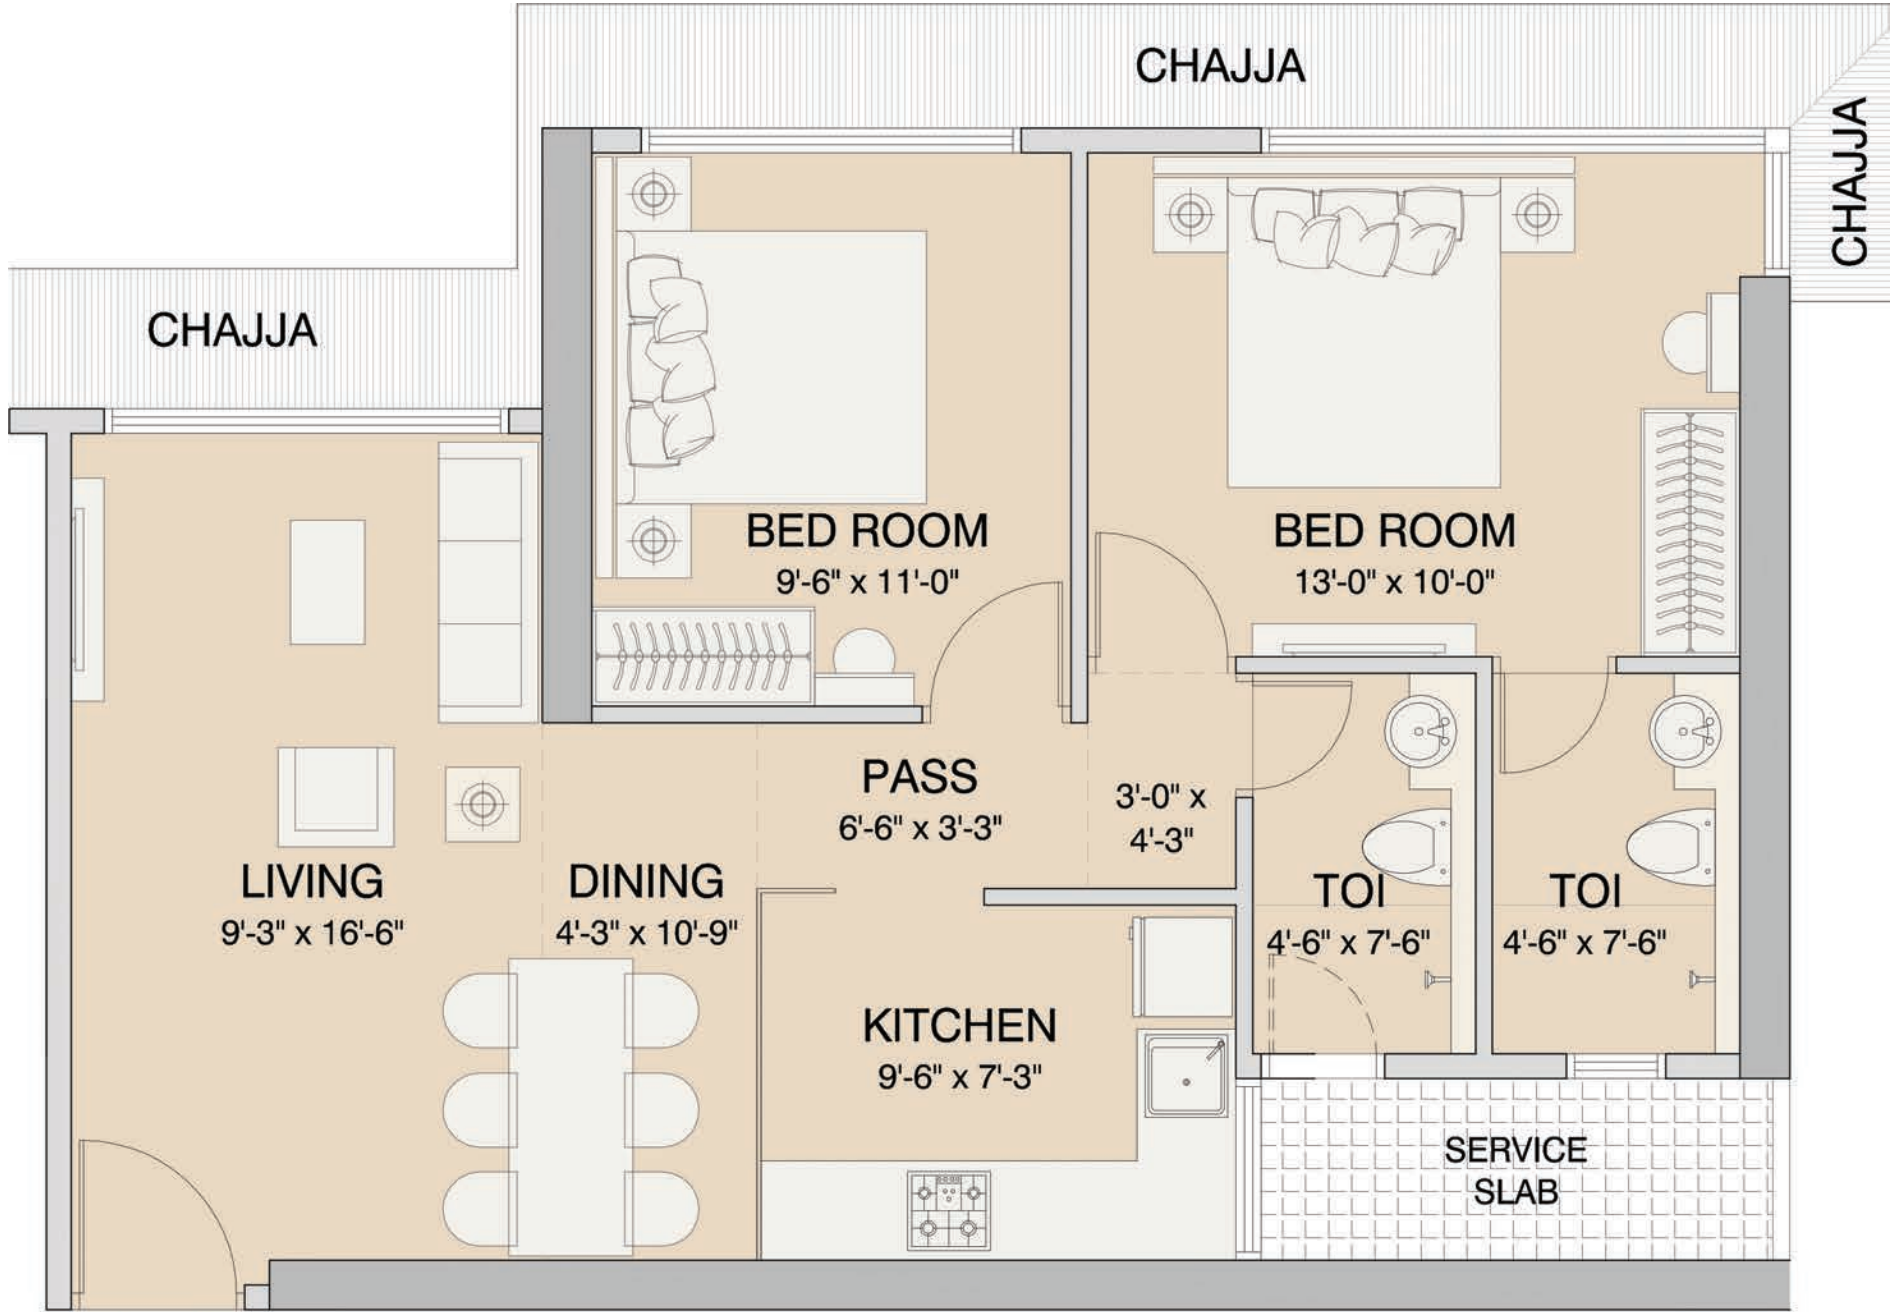 CHAJJA
CHAJJA
CHAJJA
BED ROOM
9'-6" x 11'-0"
BED ROOM
13'-0" x 10'-0"
PASS
6'-6" x 3'-3"
3'-0" x
4'-3"
LIVING
9'-3" x 16'-6"
DINING
4'-3" x 10'-9"
TOI
4'-6" x 7'-6"
TOI
4'-6" x 7'-6"
KITCHEN
9'-6" x 7'-3"
SERVICE
SLAB